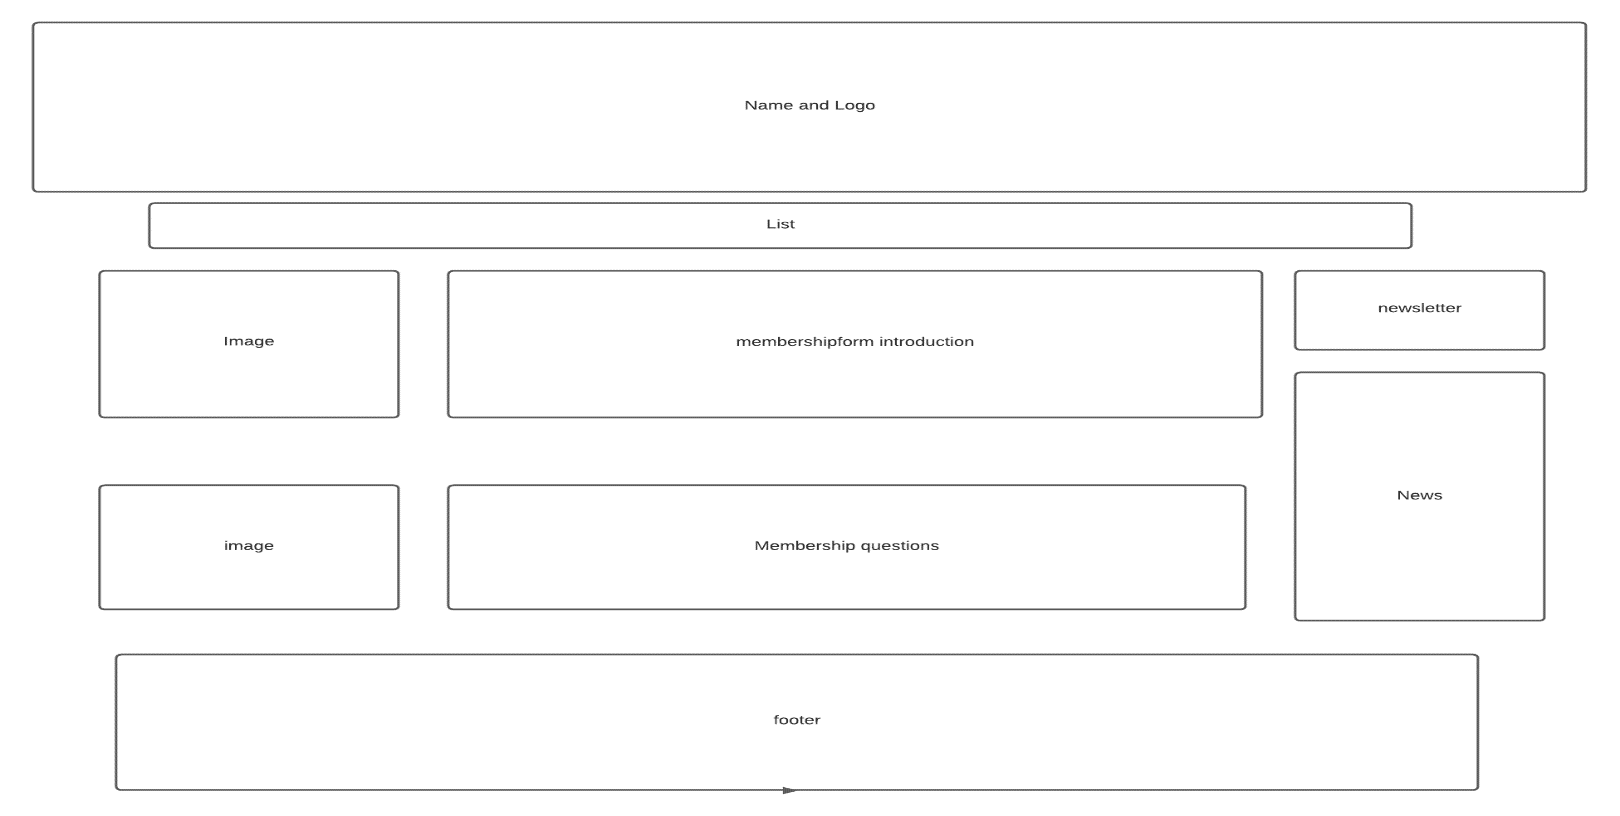 Name and Logo
List
Image
membershipform introduction
newsletter
News
image
Membership questions
footer